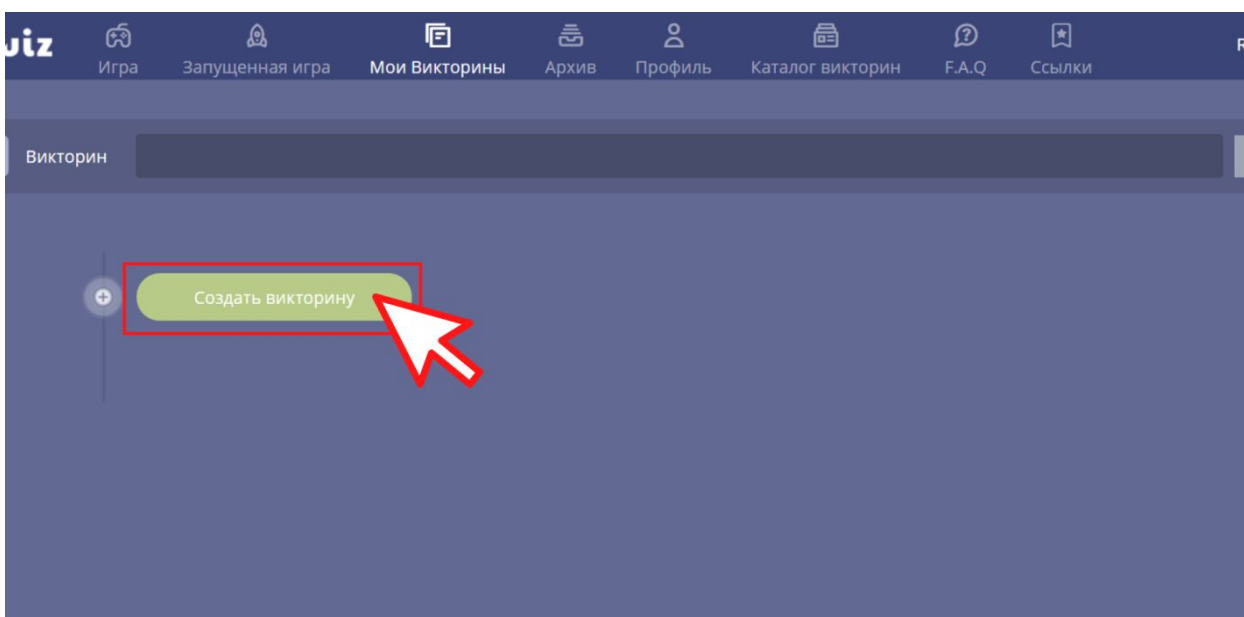 uiz
Игра
Запущенная игра
Мои Викторины
Архив
Профиль
Каталог викторин
F.A.Q
Ссылки
R
Викторин
Создать викторину